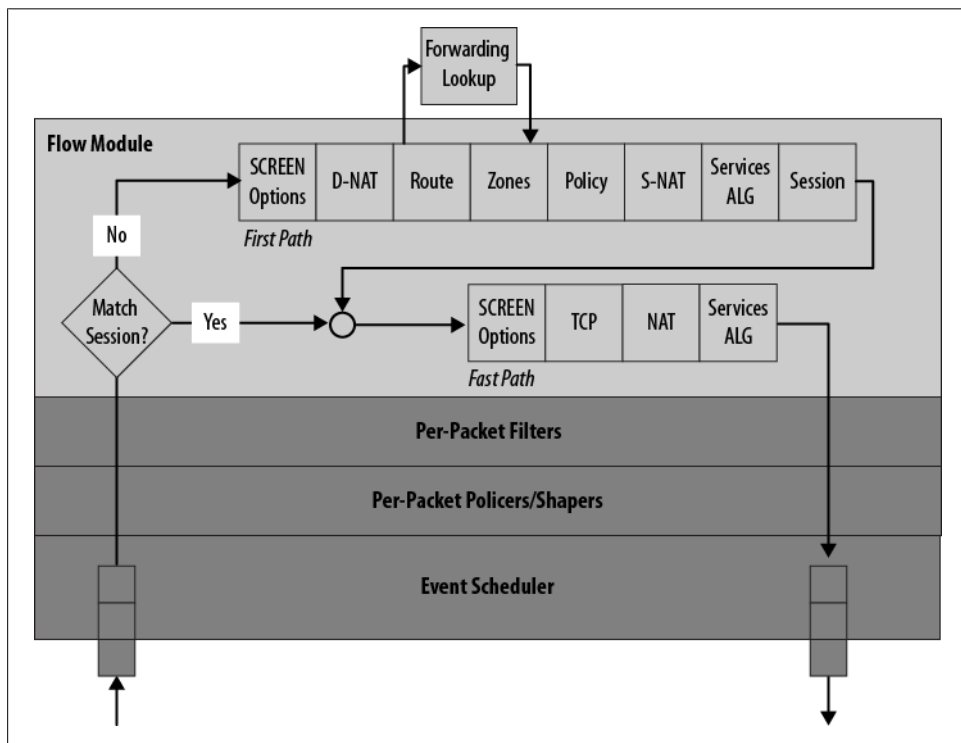 Forwarding
Lookup
Flow Module
SCREEN
Options
D-NAT
Route
Zones
Policy
S-NAT
Services
ALG
Session
First Path
No
Match
Session?
Yes
SCREEN
Options
TCP
NAT
Services
ALG
Fast Path
Per-Packet Filters
Per-Packet Policers/Shapers
Event Scheduler